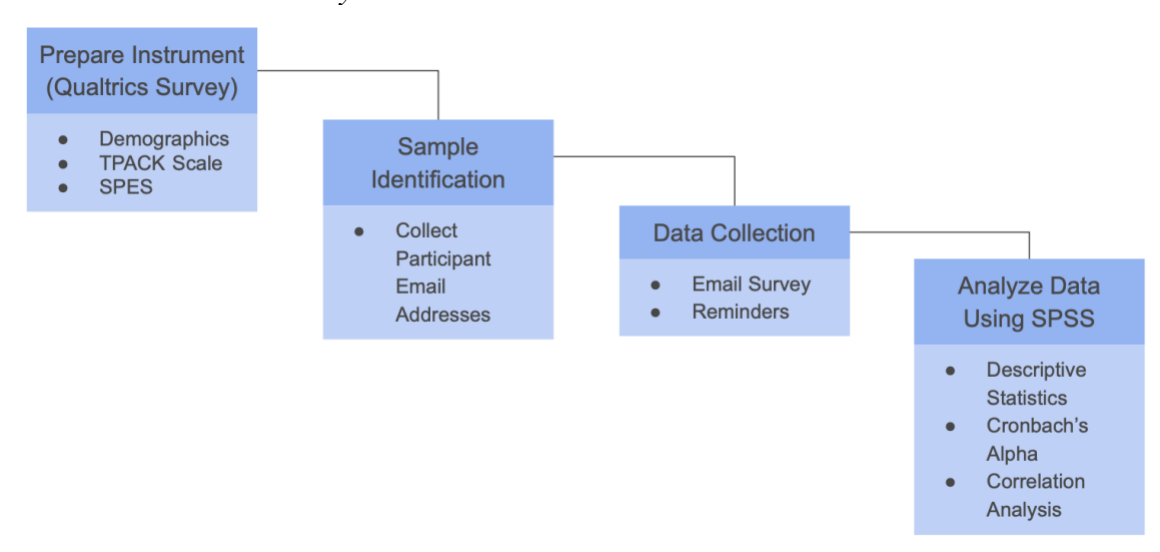 Prepare Instrument
(Qualtrics Survey)
● Demographics
● TPACK Scale
● SPES
Sample
Identification
● Collect
Participant
Email
Addresses
Data Collection
● Email Survey
● Reminders
Analyze Data
Using SPSS
● Descriptive
Statistics
● Cronbach's
Alpha
● Correlation
Analysis